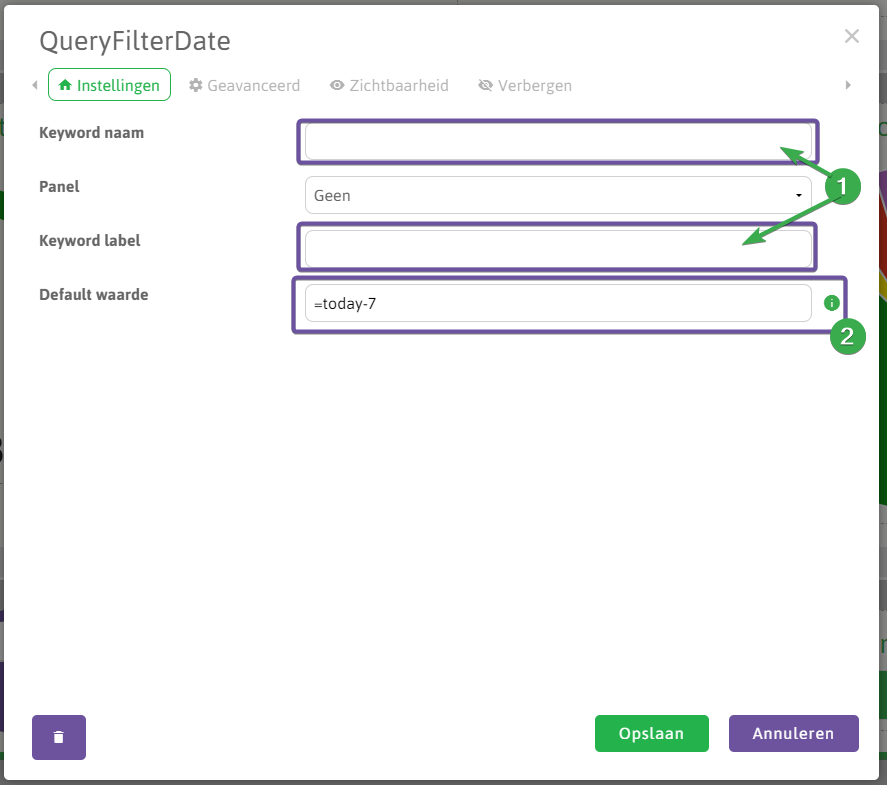 QueryFilterDate
Instellingen Geavanceerd Zichtbaarheid Verbergen
Keyword naam
Panel Geen
1
Keyword label
Default waarde =today-7
2
Opslaan Annuleren